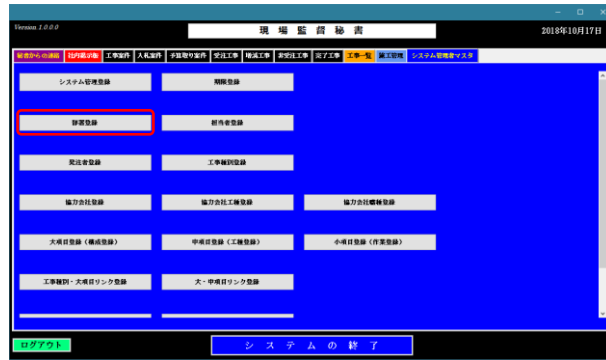 Version 1.0.0.0
現場監督秘書
2018年10月17日
秘書からの連絡 社内掲示板 工事案件 入札案件 予算取り案件 受注工事 増減工事 未受注工事 完了工事 工事一覧 施工管理 システム管理者マスタ
システム管理登録 期限登録
部署登録 担当者登録
発注者登録 工事種別登録
協力会社登録 協力会社工種登録 協力会社職種登録
大項目登録（構成登録） 中項目登録（工種登録） 小項目登録（作業登録）
工事種別・大項目リンク登録 大・中項目リンク登録
ログアウト
システムの終了